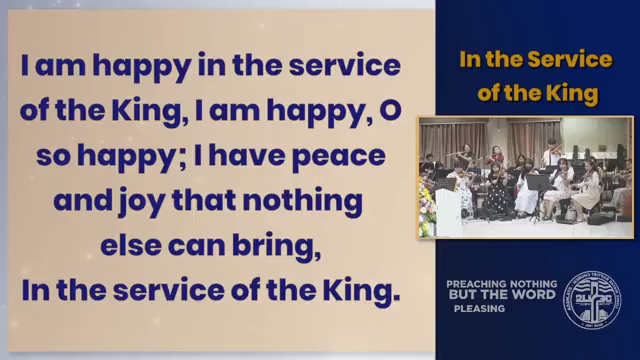 I am happy in the service
of the King, I am happy, O
so happy; I have peace
and joy that nothing
else can bring,
In the service of the King.
In the Service
of the King
PREACHING NOTHING
BUT THE WORD
PLEASING